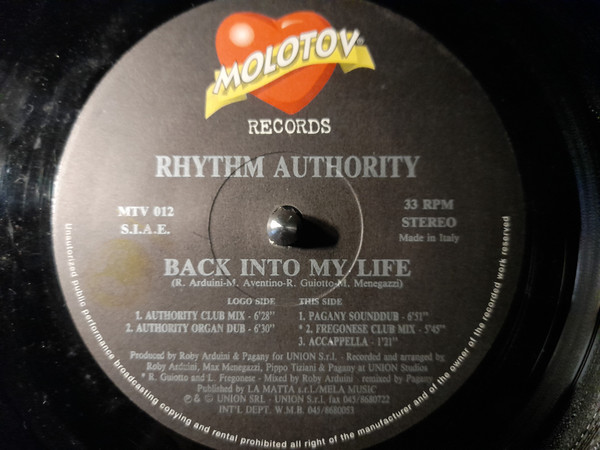 MOLOTOV
RECORDS
RHYTHM AUTHORITY
MTV 012
S.I.A.E.
33 RPM
STEREO
Made in Italy
BACK INTO MY LIFE
(R. Arduini-M. Aventino-R. Guiotto-M. Menegazzi)
LOGO SIDE
1. AUTHORITY CLUB MIX - 6'28"
2. AUTHORITY ORGAN DUB - 6'30"
THIS SIDE
1. PAGANY SOUNDDUB - 6'51"
* 2. FREGONESE CLUB MIX - 5'45"
3. ACCAPPELLA - 1'21"
Produced by Roby Arduini & Pagany for UNION S.r.l. - Recorded and arranged by
Roby Arduini, Max Menegazzi, Pippo Tiziani & Pagany at UNION Studios
* R. Guiotto and L. Fregonese - Mixed by Roby Arduini - remixed by Pagany
Published by LA MATTA s.r.l./MELA MUSIC
℗ & © UNION SRL - UNION S.r.l. fax 045/8680722
INT'L DEPT. W.M.B. 045/8680053
Unauthorized public performance broadcasting copying and rental prohibited all right of the manufacturer and of the owner of the recorded work reserved